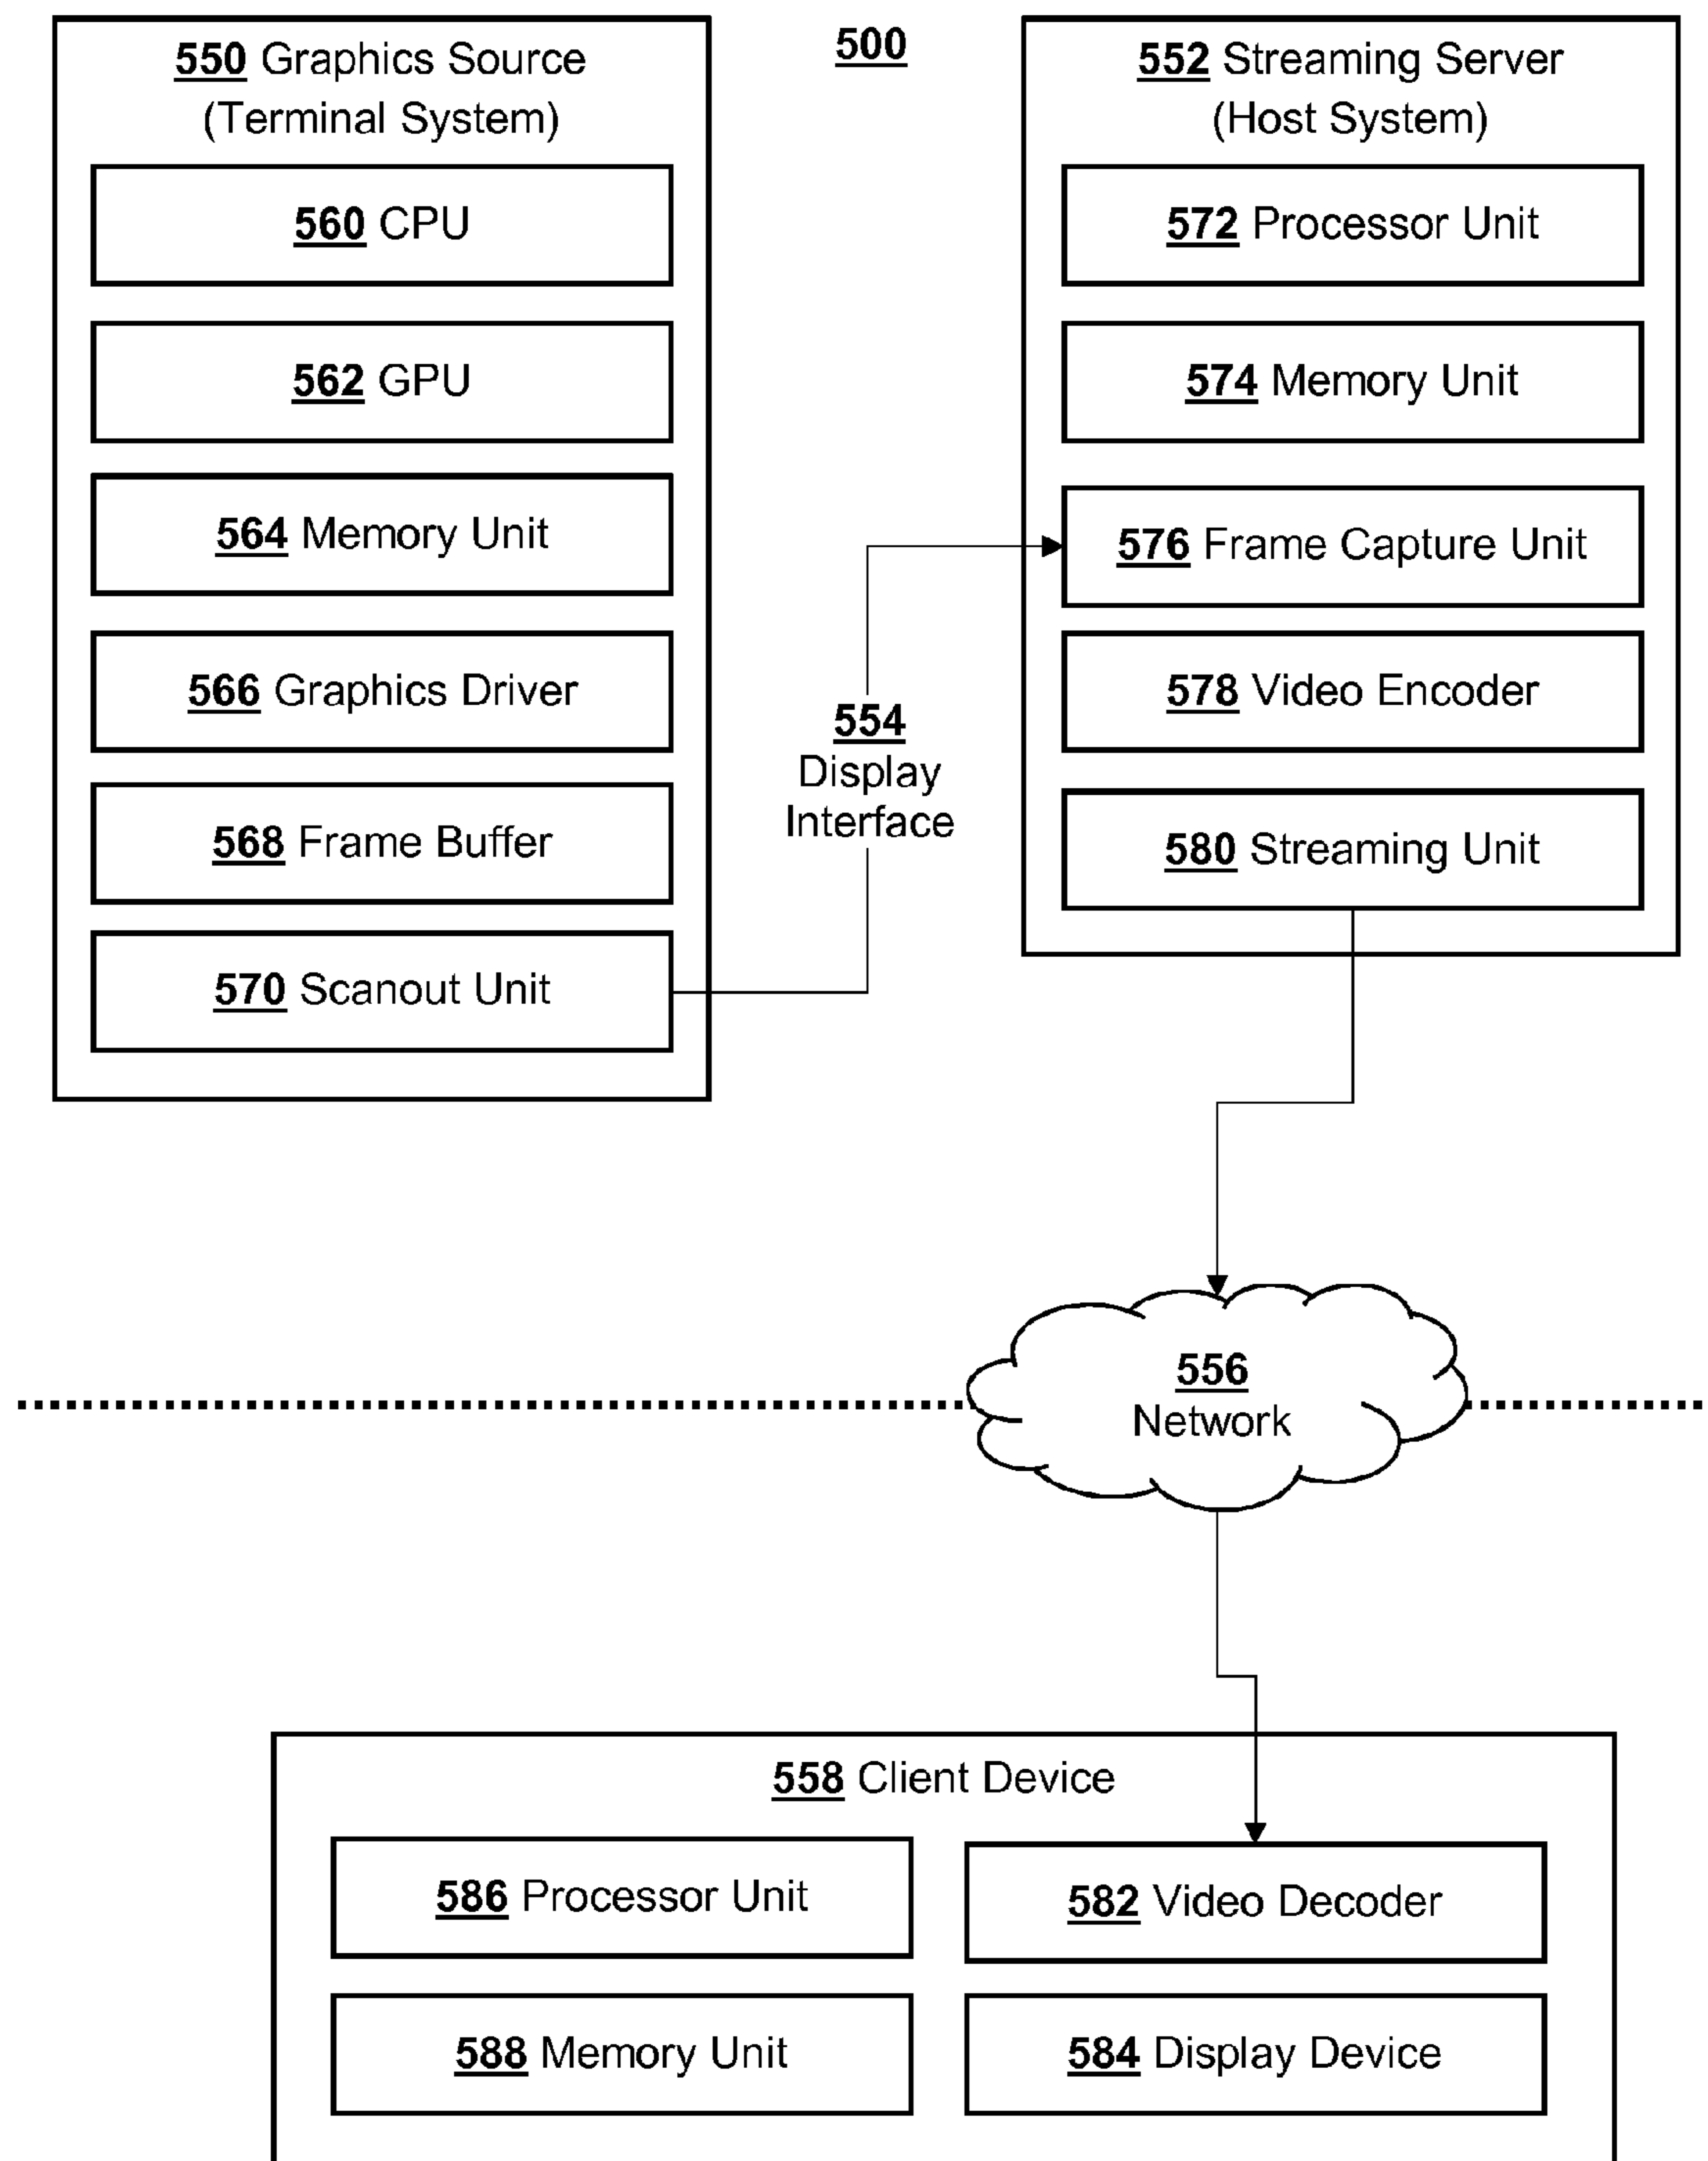 550 Graphics Source
(Terminal System)
560 CPU
562 GPU
564 Memory Unit
566 Graphics Driver
568 Frame Buffer
570 Scanout Unit
500
554
Display
Interface
552 Streaming Server
(Host System)
572 Processor Unit
574 Memory Unit
576 Frame Capture Unit
578 Video Encoder
580 Streaming Unit
556
Network
558 Client Device
586 Processor Unit
582 Video Decoder
588 Memory Unit
584 Display Device